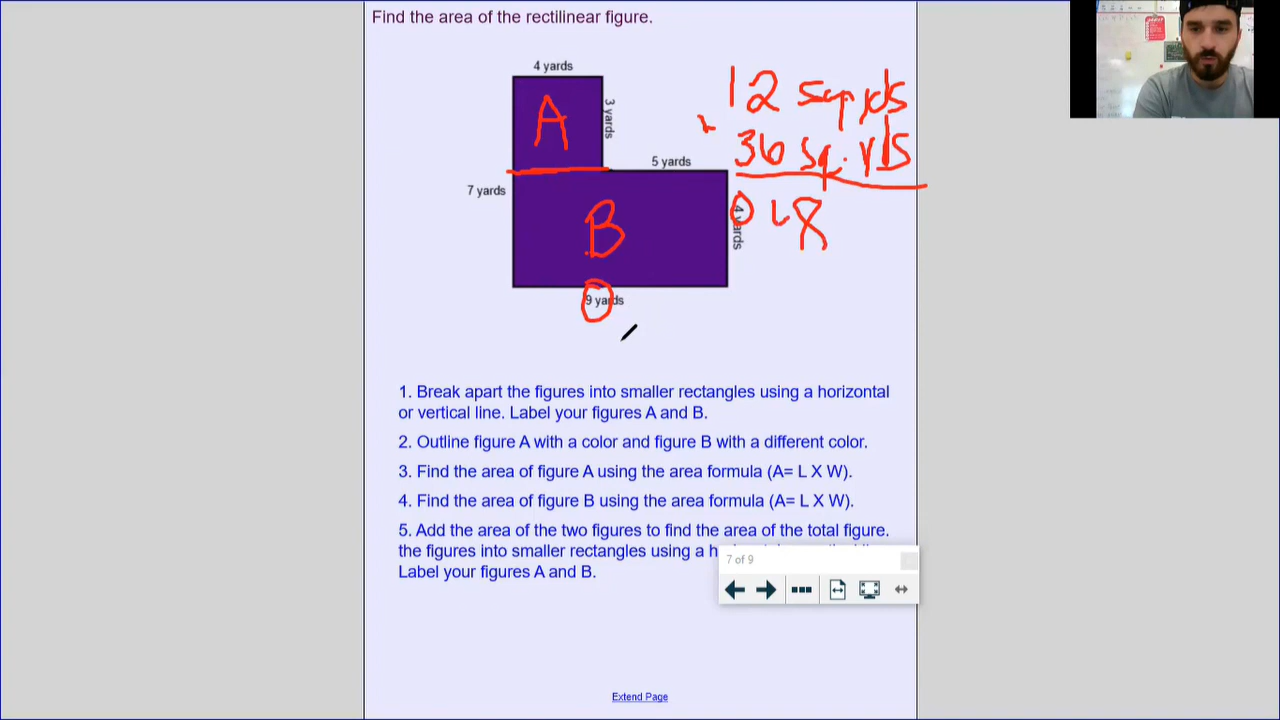 Find the area of the rectilinear figure.
4 yards
12 sq yds
A
3 yards
+ 36 sq. yds
5 yards
7 yards
B
4 yards
9 yards
1. Break apart the figures into smaller rectangles using a horizontal
or vertical line. Label your figures A and B.
2. Outline figure A with a color and figure B with a different color.
3. Find the area of figure A using the area formula (A= L X W).
4. Find the area of figure B using the area formula (A= L X W).
5. Add the area of the two figures to find the area of the total figure.
the figures into smaller rectangles using a
Label your figures A and B.
7 of 9
Extend Page